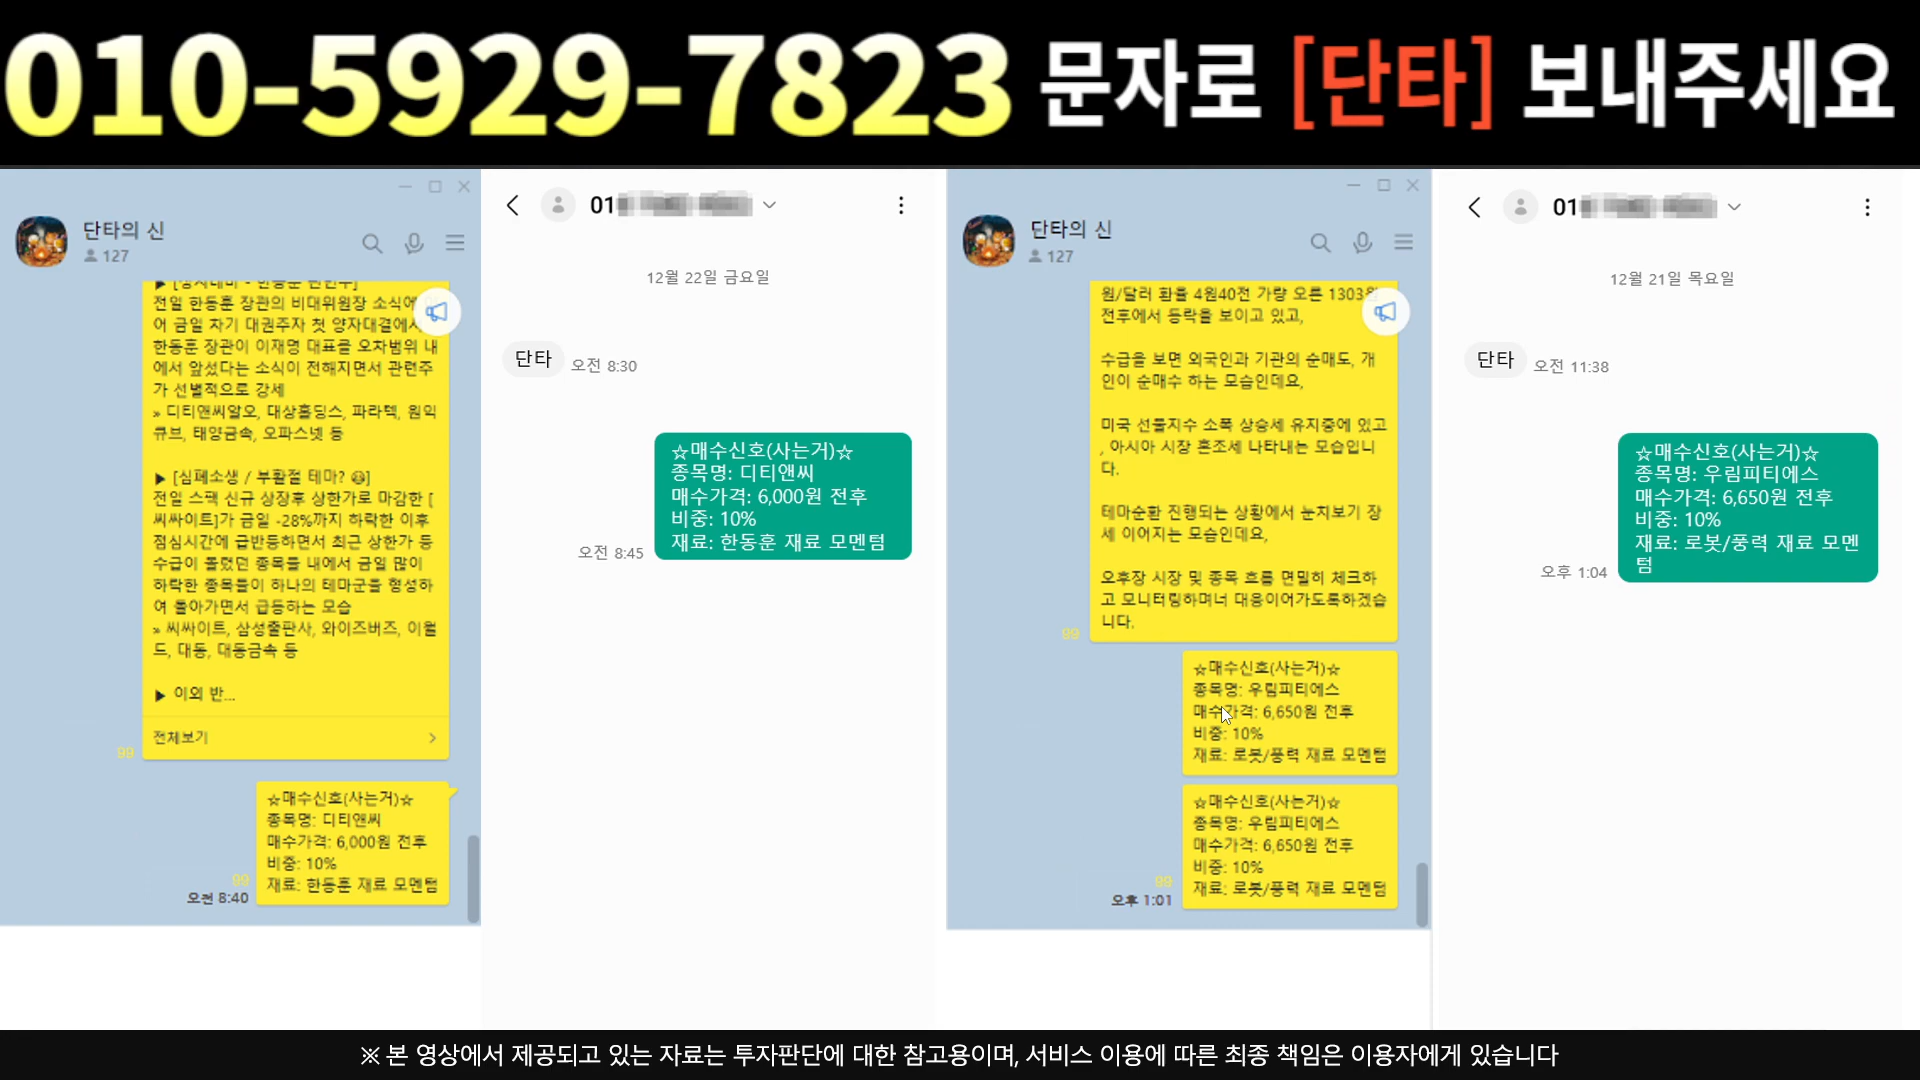 010-5929-7823 문자로 [단타] 보내주세요
단타의 신
127
전일 한동훈 장관의 비대위원장 소식에
어 금일 차기 대권주자 첫 양자대결에서
한동훈 장관이 이재명 대표를 오차범위 내
에서 앞섰다는 소식이 전해지면서 관련주
가 선별적으로 강세
» 디티앤씨알오, 대상홀딩스, 파라텍, 원익
큐브, 태양금속, 오파스넷 등
▶ [심폐소생 / 부활절 테마? 😆]
전일 스팩 신규 상장후 상한가로 마감한 [
씨싸이트]가 금일 -28%까지 하락한 이후
점심시간에 급반등하면서 최근 상한가 등
수급이 몰렸던 종목들 내에서 금일 많이
하락한 종목들이 하나의 테마군을 형성하
여 돌아가면서 급등하는 모습
» 씨싸이트, 삼성출판사, 와이즈버즈, 이월
드, 대동, 대동금속 등
▶ 이외 반...
전체보기
99
☆매수신호(사는거)☆
종목명: 디티앤씨
매수가격: 6,000원 전후
비중: 10%
재료: 한동훈 재료 모멘텀
99
오전 8:40
01
12월 22일 금요일
단타
오전 8:30
☆매수신호(사는거)☆
종목명: 디티앤씨
매수가격: 6,000원 전후
비중: 10%
재료: 한동훈 재료 모멘텀
오전 8:45
단타의 신
127
원/달러 환율 4원40전 가량 오른 1303원
전후에서 등락을 보이고 있고,
수급을 보면 외국인과 기관의 순매도, 개
인이 순매수 하는 모습인데요,
미국 선물지수 소폭 상승세 유지중에 있고
, 아시아 시장 혼조세 나타내는 모습입니
다.
테마순환 진행되는 상황에서 눈치보기 장
세 이어지는 모습인데요,
오후장 시장 및 종목 흐름 면밀히 체크하
고 모니터링하며너 대응이어가도록하겠습
니다.
99
☆매수신호(사는거)☆
종목명: 우림피티에스
매수가격: 6,650원 전후
비중: 10%
재료: 로봇/풍력 재료 모멘텀
☆매수신호(사는거)☆
종목명: 우림피티에스
매수가격: 6,650원 전후
비중: 10%
재료: 로봇/풍력 재료 모멘텀
99
오후 1:01
01
12월 21일 목요일
단타
오전 11:38
☆매수신호(사는거)☆
종목명: 우림피티에스
매수가격: 6,650원 전후
비중: 10%
재료: 로봇/풍력 재료 모멘
텀
오후 1:04
※ 본 영상에서 제공되고 있는 자료는 투자판단에 대한 참고용이며, 서비스 이용에 따른 최종 책임은 이용자에게 있습니다